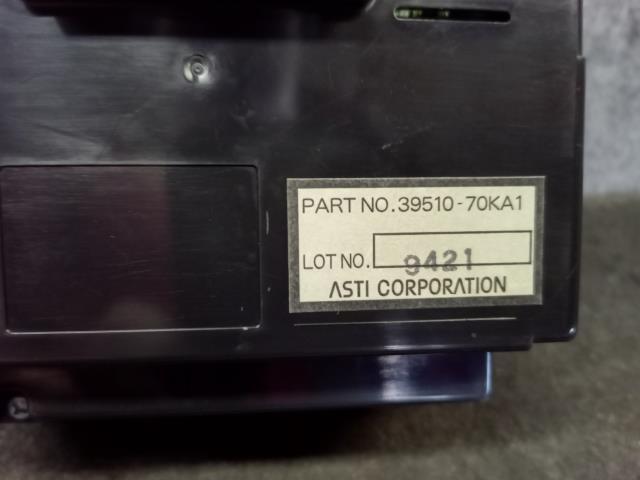 PART NO. 39510-70KA1
LOT NO. 9421
ASTI CORPORATION